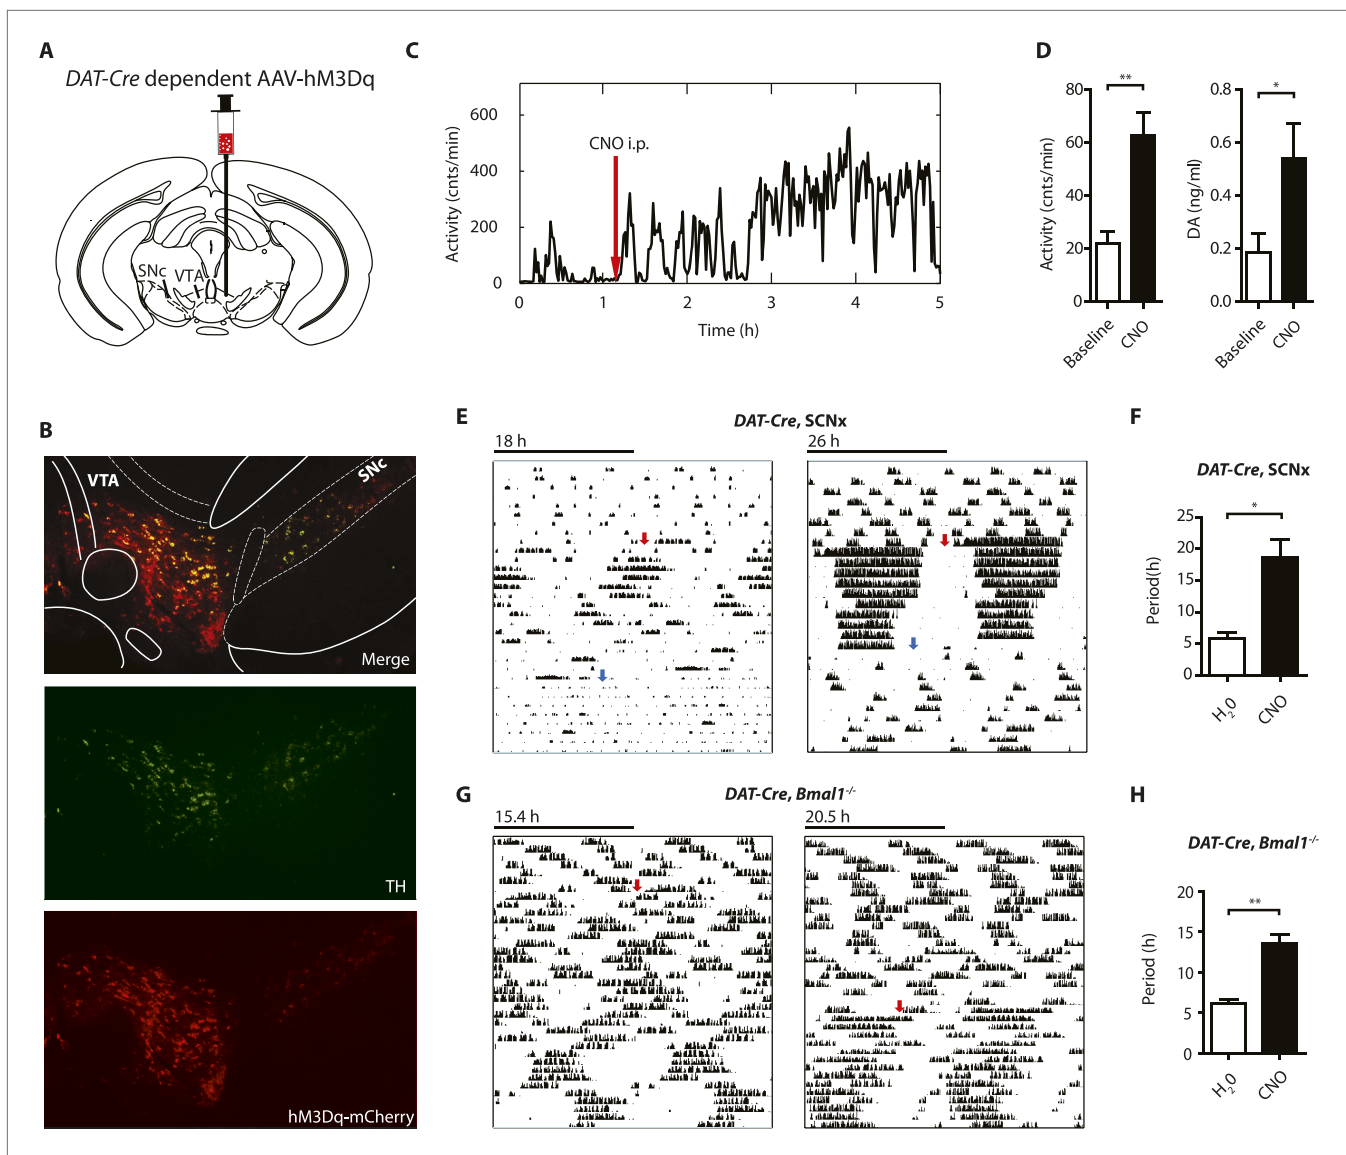 A
DAT-Cre dependent AAV-hM3Dq
SNc
VTA
B
VTA
SNc
Merge
TH
hM3Dq-mCherry
C
600
400
200
0
Activity (cnts/min)
CNO i.p.
0
1
2
3
4
5
Time (h)
D
80
60
40
20
0
Activity (cnts/min)
**
Baseline
CNO
0.8
0.6
0.4
0.2
0.0
DA (ng/ml)
*
Baseline
CNO
E
DAT-Cre, SCNx
18 h
26 h
F
DAT-Cre, SCNx
25
20
15
10
5
0
Period(h)
*
H20
CNO
G
DAT-Cre, Bmal1-/-
15.4 h
20.5 h
H
DAT-Cre, Bmal1-/-
20
15
10
5
0
Period (h)
**
H20
CNO